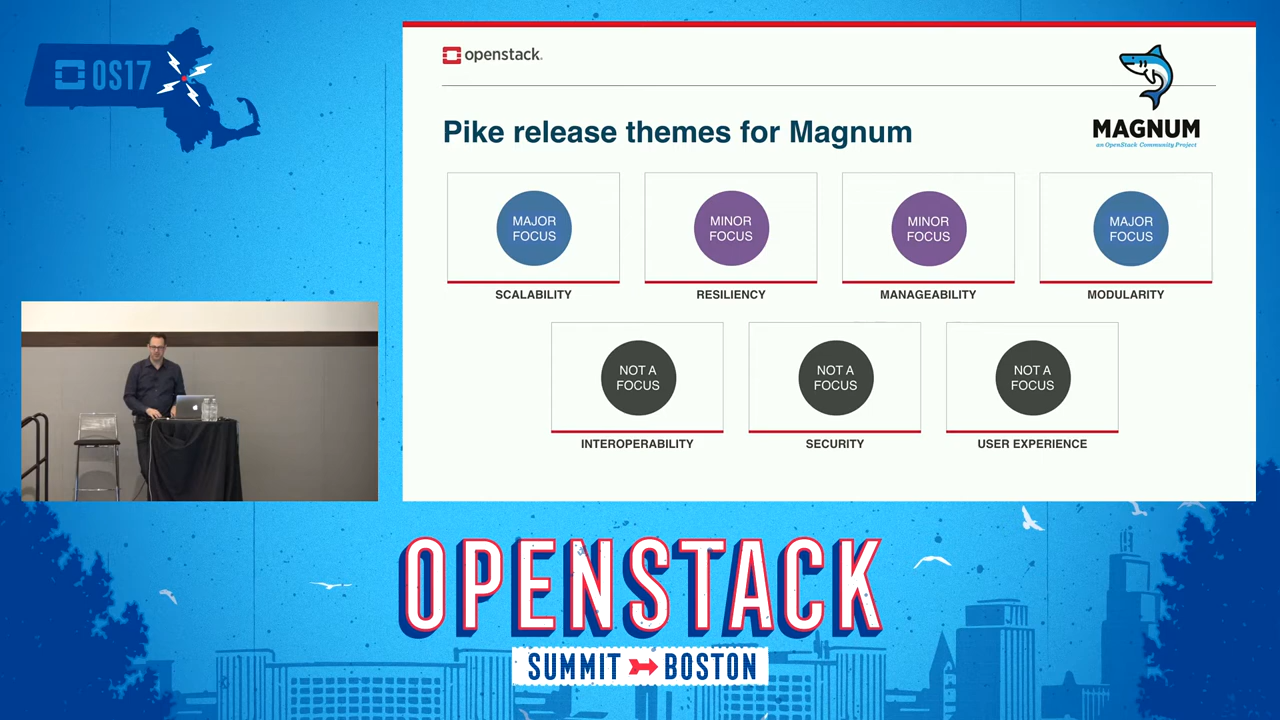 OS17
openstack.
MAGNUM
an OpenStack Community Project
Pike release themes for Magnum
MAJOR
FOCUS
SCALABILITY
MINOR
FOCUS
RESILIENCY
MINOR
FOCUS
MANAGEABILITY
MAJOR
FOCUS
MODULARITY
NOT A
FOCUS
INTEROPERABILITY
NOT A
FOCUS
SECURITY
NOT A
FOCUS
USER EXPERIENCE
OPENSTACK
SUMMIT BOSTON